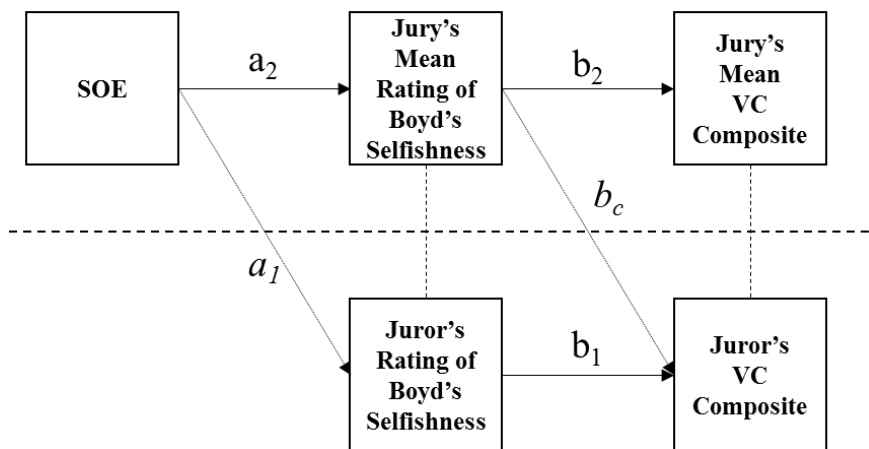 SOE
a2
Jury's
Mean
Rating of
Boyd's
Selfishness
b2
Jury's
Mean
VC
Composite
a1
bc
Juror's
Rating of
Boyd's
Selfishness
b1
Juror's
VC
Composite